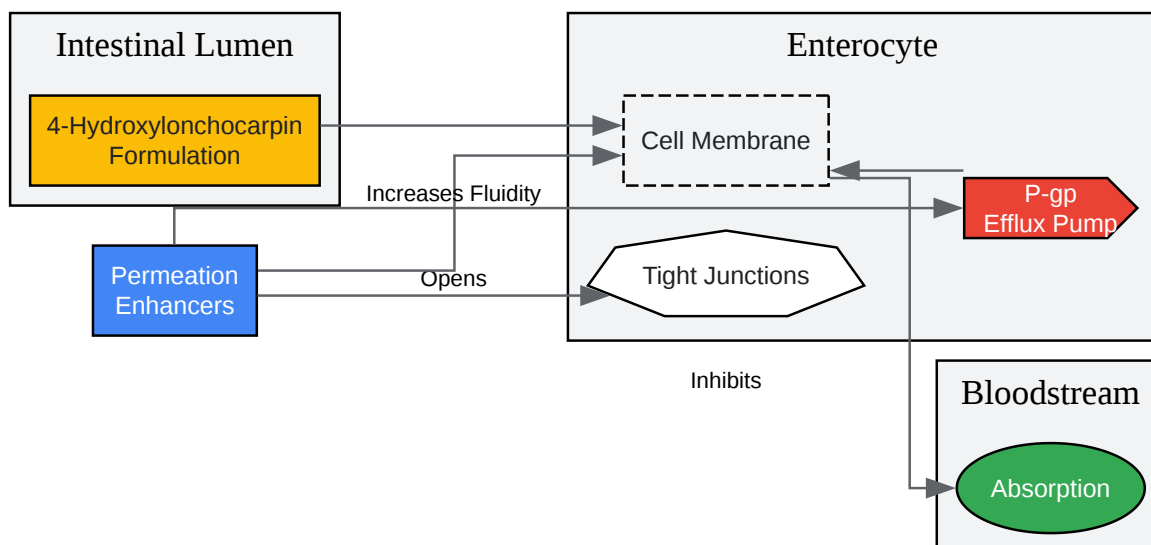 Intestinal Lumen
Enterocyte
4-Hydroxylonchocarpin
Formulation
Cell Membrane
Increases Fluidity
P-gp
Efflux Pump
Permeation
Enhancers
Opens
Tight Junctions
Inhibits
Bloodstream
Absorption